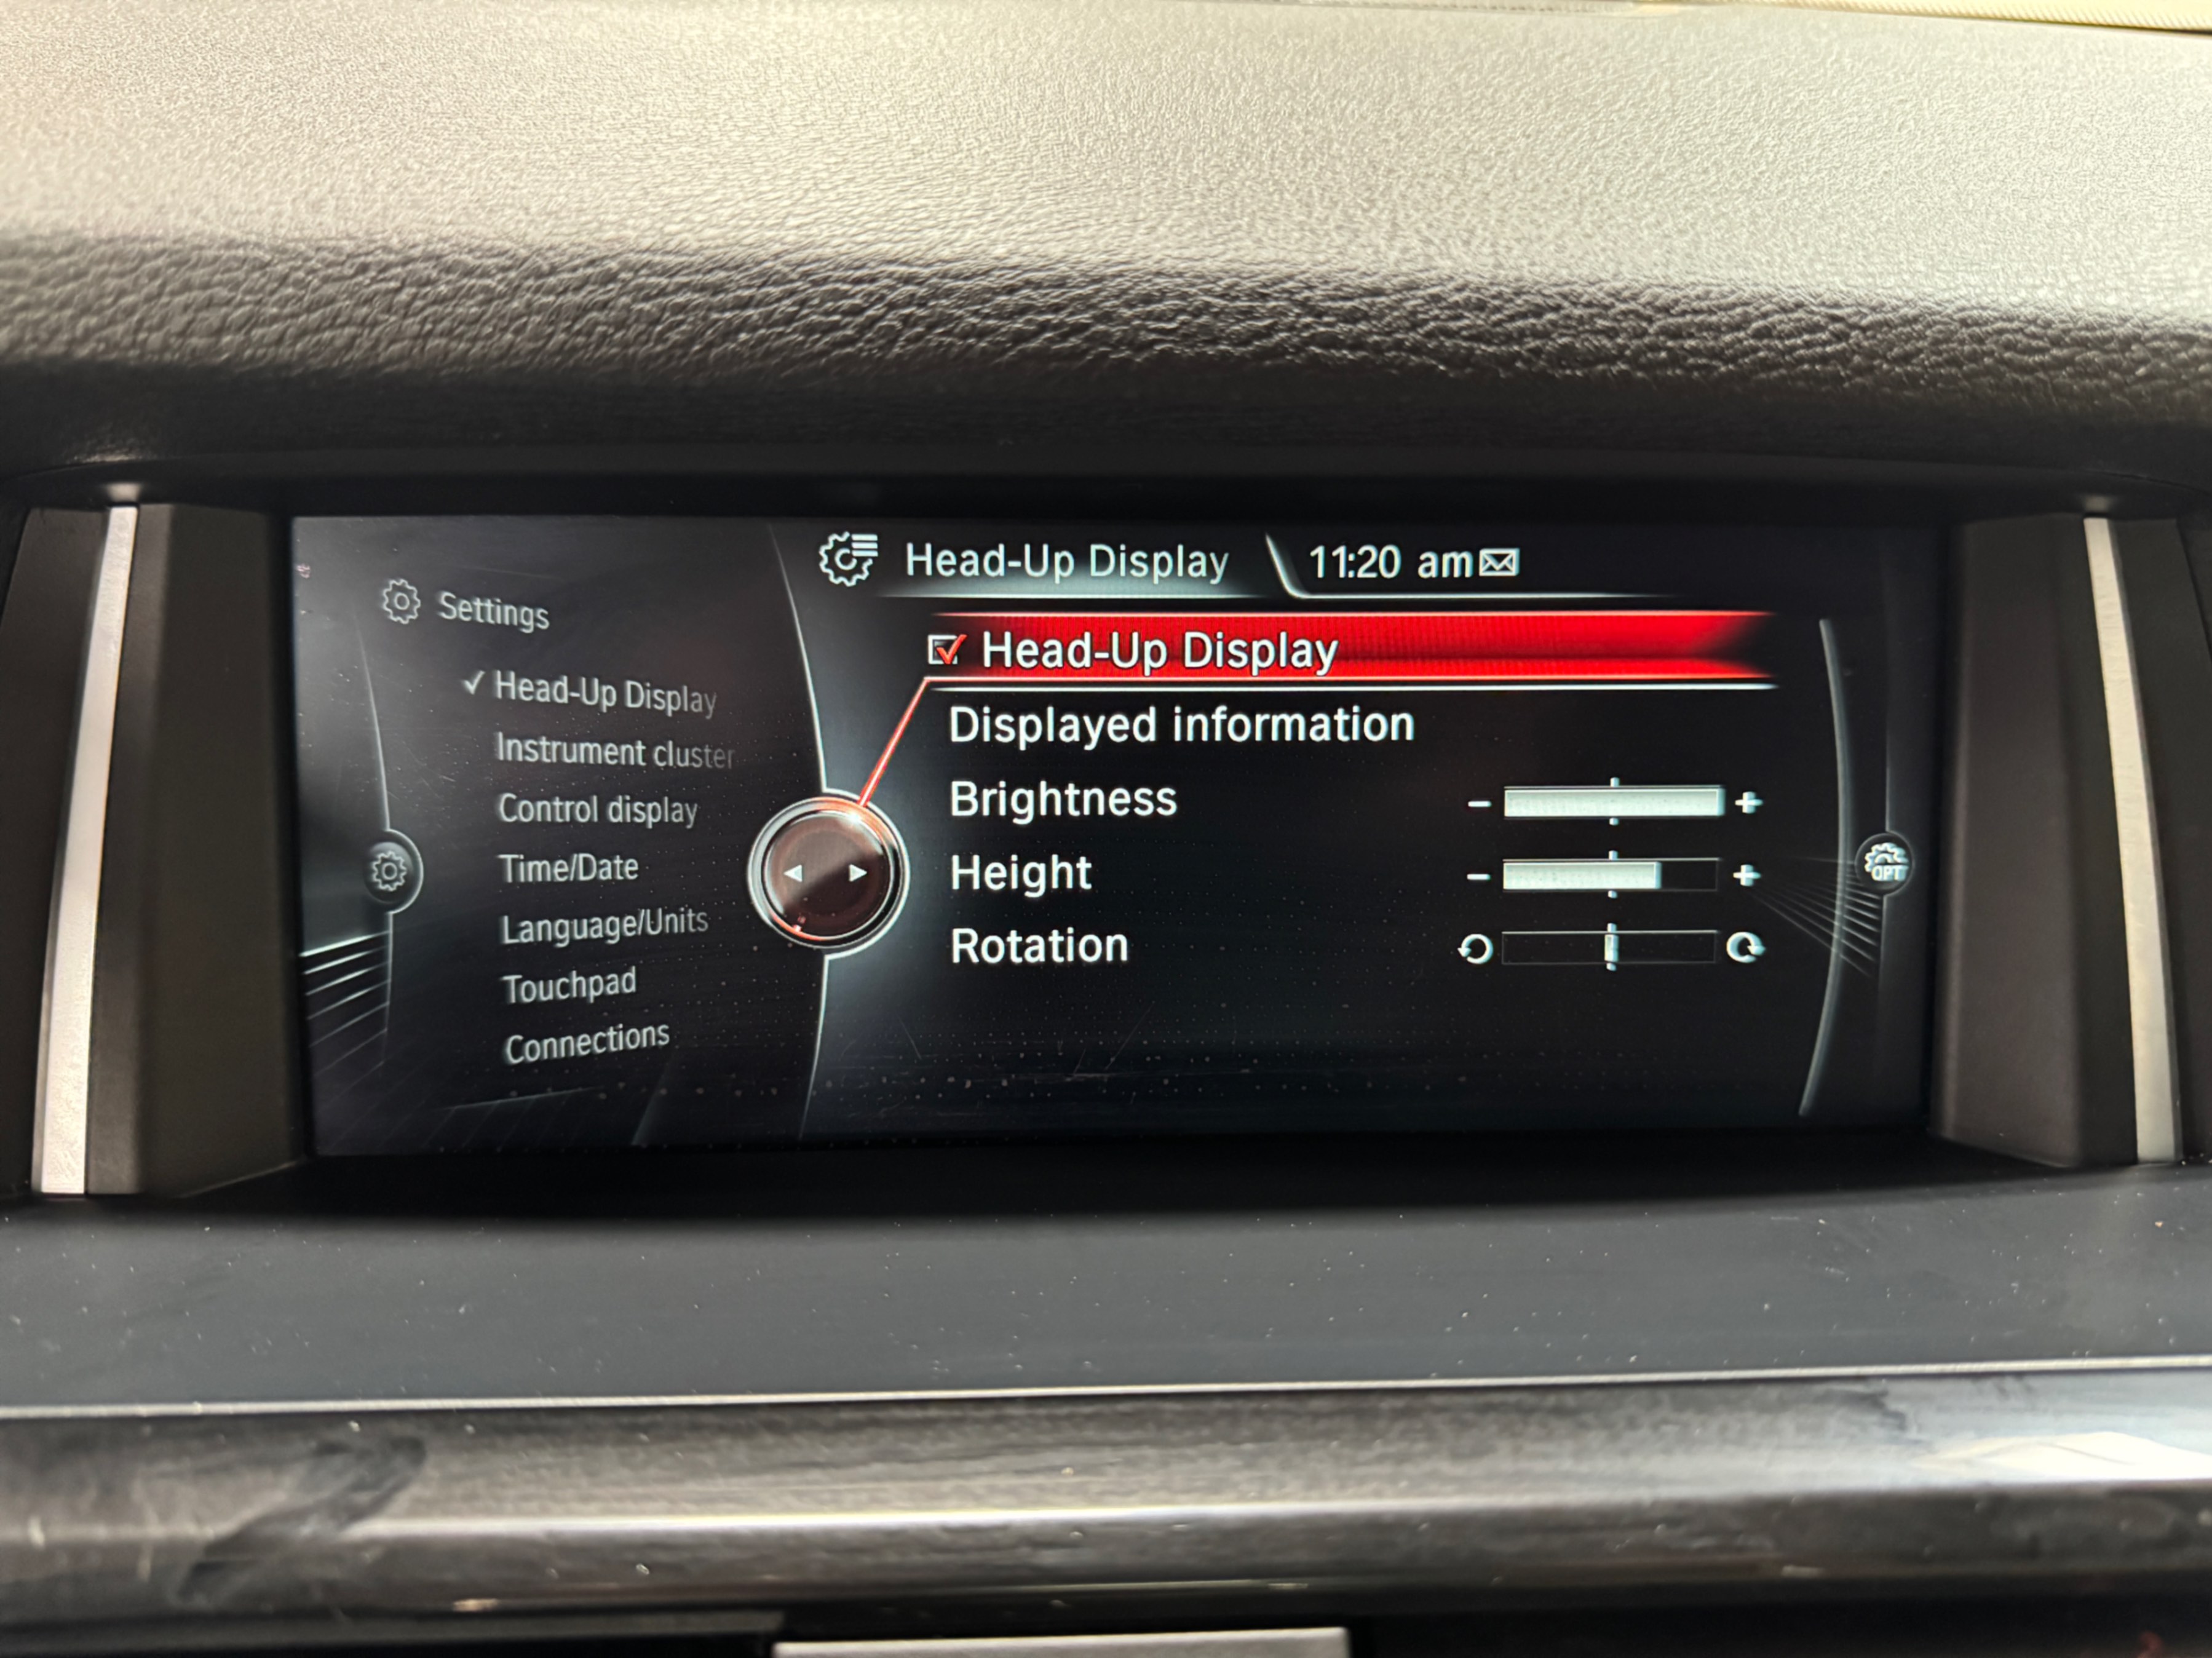 Head-Up Display 11:20 am
Settings
Head-Up Display
Instrument cluster
Control display
Time/Date
Language/Units
Touchpad
Connections
Head-Up Display
Displayed information
Brightness - +
Height - +
Rotation
OPT